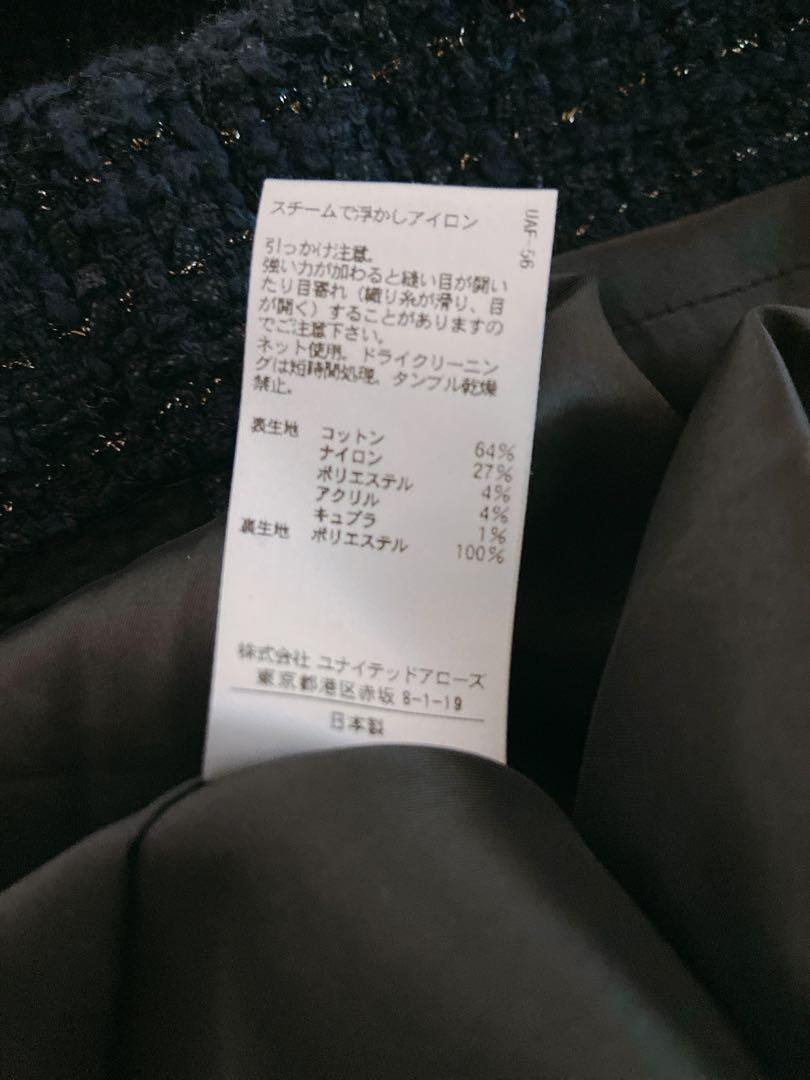 スチームで浮かしアイロン
UAF-56
引っかけ注意。
強い力が加わると縫い目が開い
たり目寄れ(織り糸が滑り、目
が開く)することがありますの
でご注意下さい。
ネット使用。ドライクリーニン
グは短時間処理。タンブル乾燥
禁止。
表生地 コットン 64%
ナイロン 27%
ポリエステル 4%
アクリル 4%
キュプラ 1%
裏生地 ポリエステル 100%
株式会社 ユナイテッドアローズ
東京都港区赤坂 8-1-19
日本製